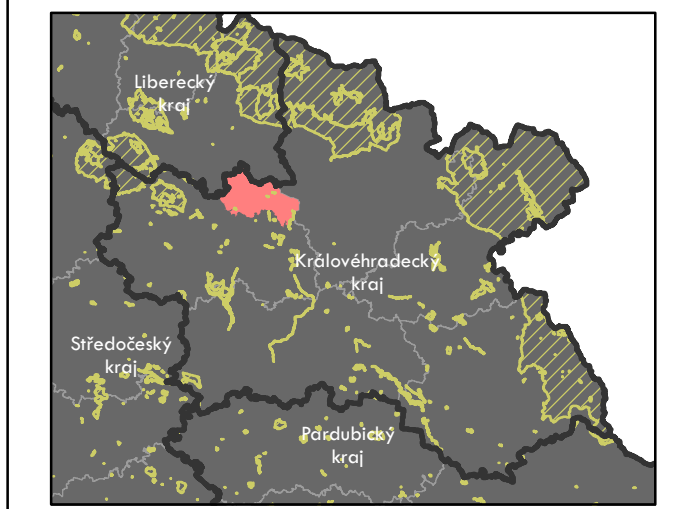 Liberecký
kraj
Královéhradecký
kraj
Středočeský
kraj
Pardubický
kraj